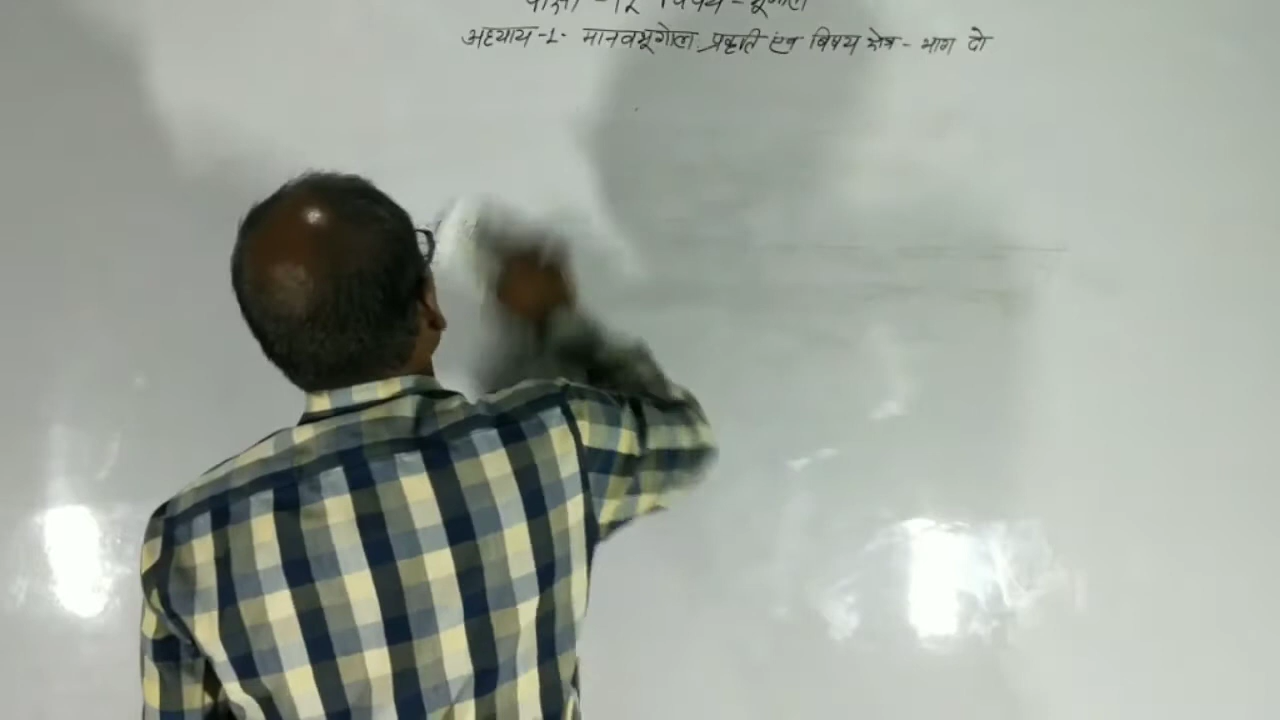 कक्षा -12 विषय - भूगोल
अध्याय -1- मानवभूगोल प्रकृति एंव विषय क्षेत्र - भाग दो